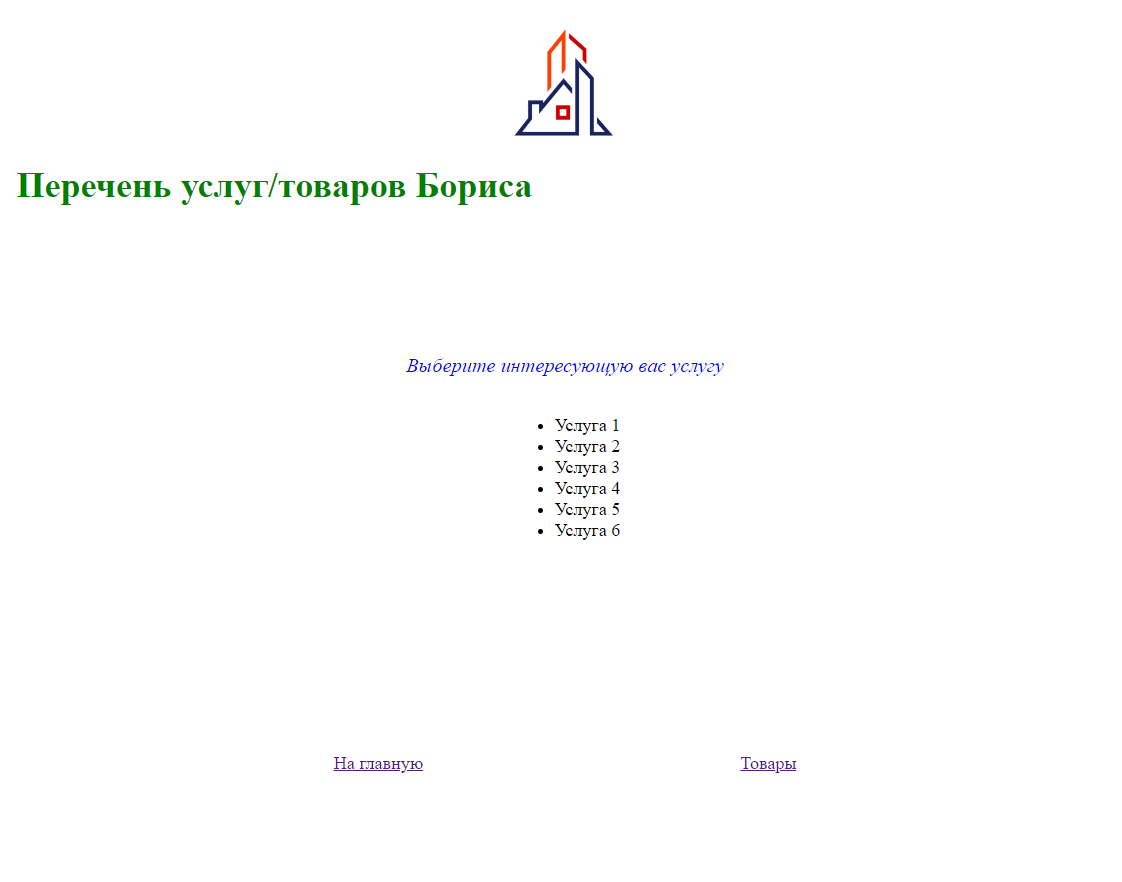 Перечень услуг/товаров Бориса
Выберите интересующую вас услугу
Услуга 1
Услуга 2
Услуга 3
Услуга 4
Услуга 5
Услуга 6
На главную
Товары